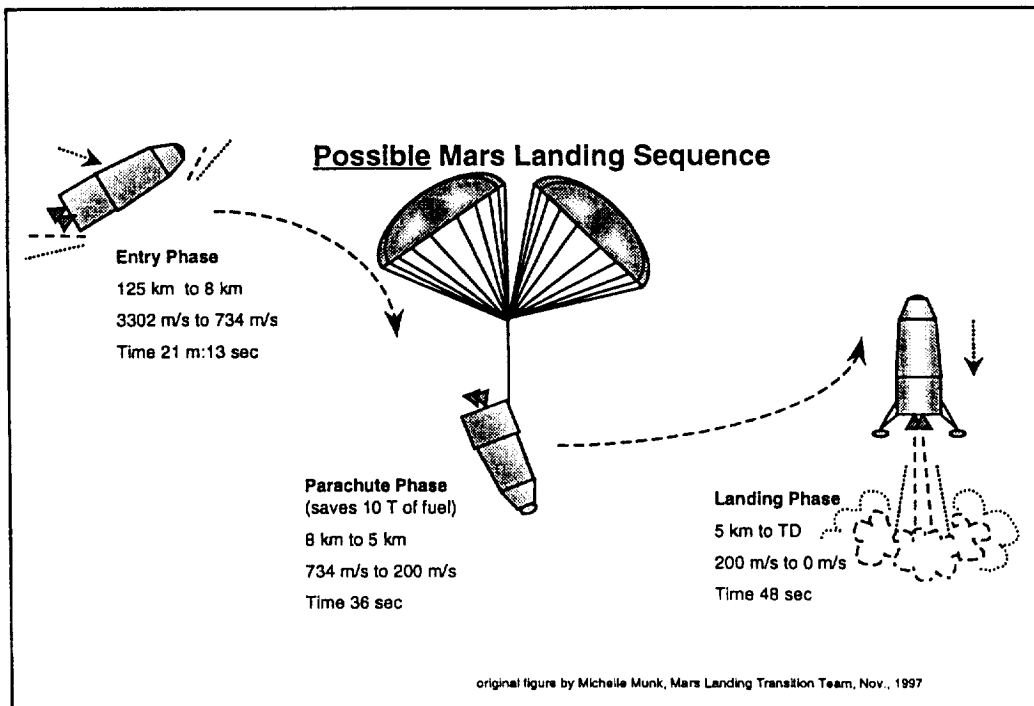 Possible Mars Landing Sequence
Entry Phase
125 km to 8 km
3302 m/s to 734 m/s
Time 21 m:13 sec
Parachute Phase
(saves 10 T of fuel)
8 km to 5 km
734 m/s to 200 m/s
Time 36 sec
Landing Phase
5 km to TD
200 m/s to 0 m/s
Time 48 sec
original figure by Michelle Munk, Mars Landing Transition Team, Nov., 1997